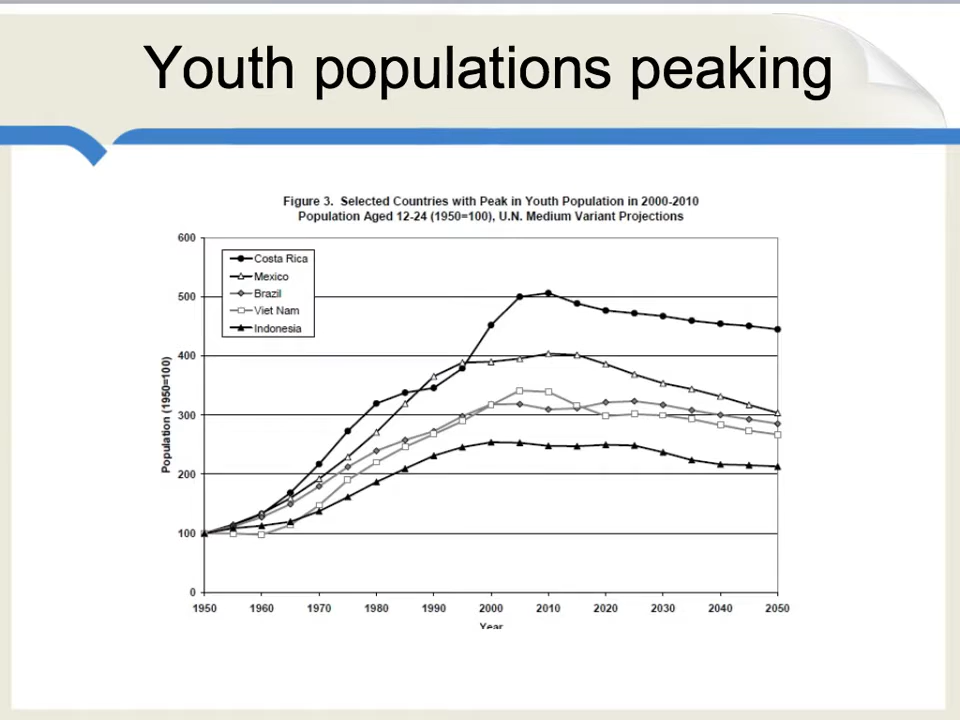 Youth populations peaking
Figure 3. Selected Countries with Peak in Youth Population in 2000-2010
Population Aged 12-24 (1950=100), U.N. Medium Variant Projections
600
500
400
300
200
100
0
Population (1950=100)
Costa Rica
Mexico
Brazil
Viet Nam
Indonesia
1950 1960 1970 1980 1990 2000 2010 2020 2030 2040 2050
Year